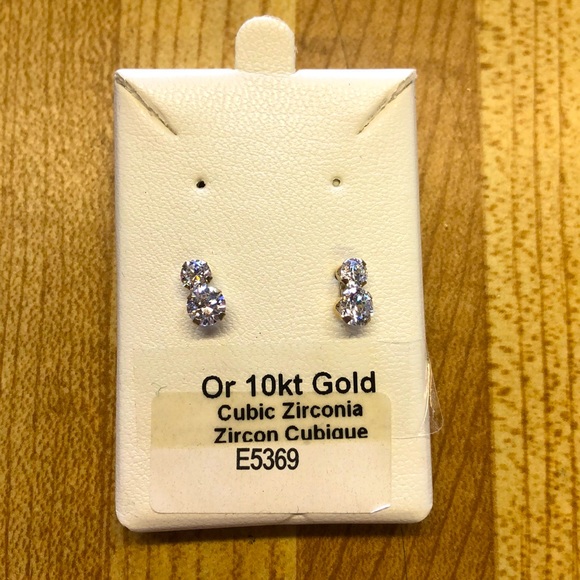 Or 10kt Gold
Cubic Zirconia
Zircon Cubique
E5369